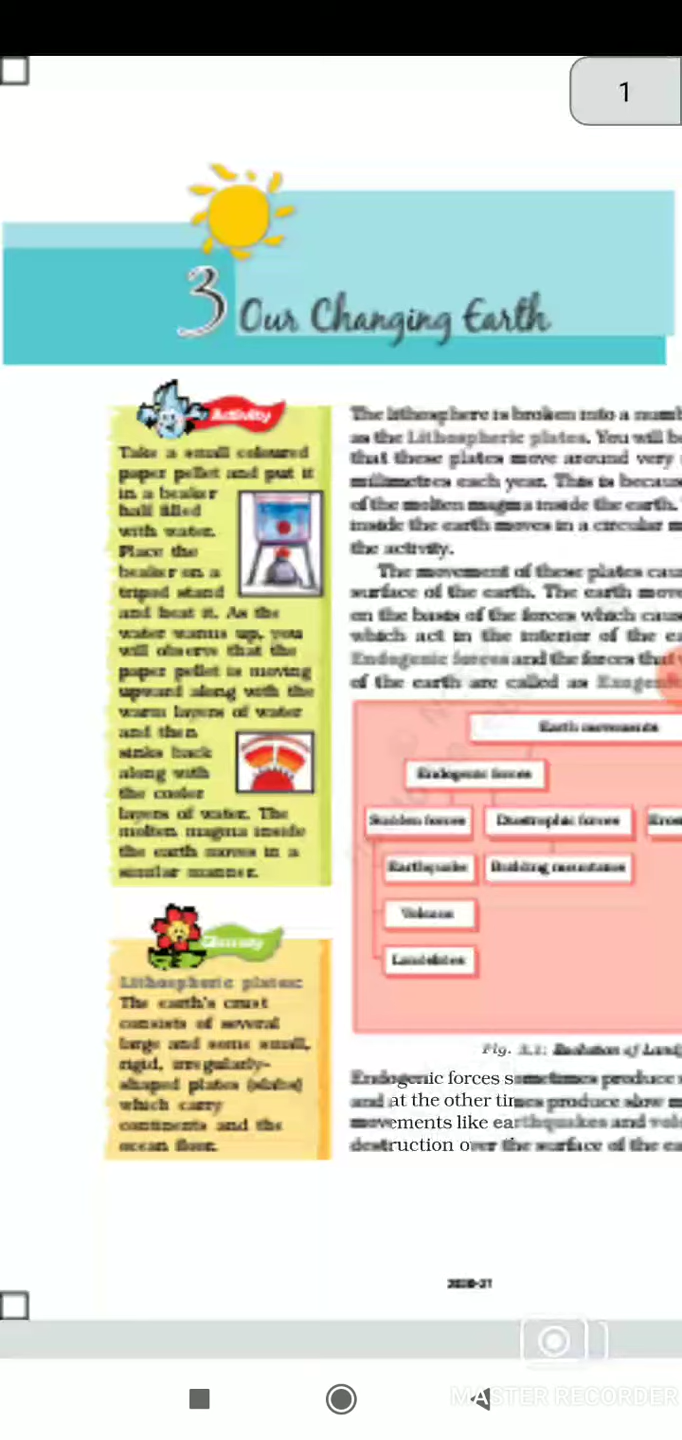 1
3 Our Changing Earth
Activity
Take a small coloured
paper pellet and put it
in a beaker
half filled
with water.
Place the
beaker on a
tripod stand
and heat it. As the
water warms up, you
will observe that the
paper pellet is moving
upward along with the
warm layers of water
and then
sinks back
along with
the cooler
layers of water. The
molten magma inside
the earth moves in a
similar manner.
Glossary
Lithospheric plates:
The earth's crust
consists of several
large and some small,
rigid, irregularly-
shaped plates (slabs)
which carry
continents and the
ocean floor.
The lithosphere is broken into a
as the Lithospheric plates. You will
that these plates move around very
millimetres each year. This is
of the molten magma inside the earth.
inside the earth moves in a circular
the activity.
The movement of these plates
surface of the earth. The earth
on the basis of the forces which
which act in the interior of the
Endogenic forces and the forces that
of the earth are called as
Earth movements
Endogenic forces
Sudden forces
Diastrophic forces
Earthquake
Building mountains
Volcano
Landslides
Fig. 3.1: Evolution of
Endogenic forces sometimes produce
and at the other times produce slow
movements like earthquakes and
destruction over the surface of the
2020-21
MASTER RECORDER